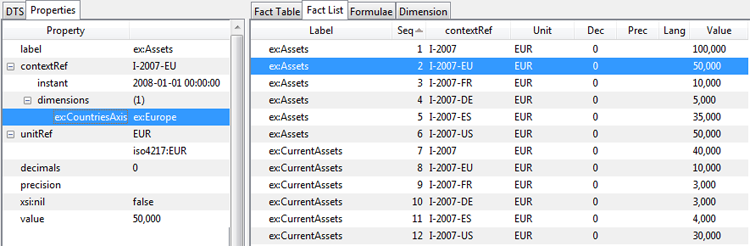 DTS Properties
Property
label ex:Assets
contextRef I-2007-EU
instant 2008-01-01 00:00:00
dimensions (1)
ex:CountriesAxis ex:Europe
unitRef EUR
iso4217:EUR
decimals 0
precision
xsi:nil false
value 50,000
Fact Table Fact List Formulae Dimension
Label Seq contextRef Unit Dec Prec Lang Value
ex:Assets 1 I-2007 EUR 0 100,000
ex:Assets 2 I-2007-EU EUR 0 50,000
ex:Assets 3 I-2007-FR EUR 0 10,000
ex:Assets 4 I-2007-DE EUR 0 5,000
ex:Assets 5 I-2007-ES EUR 0 35,000
ex:Assets 6 I-2007-US EUR 0 50,000
ex:CurrentAssets 7 I-2007 EUR 0 40,000
ex:CurrentAssets 8 I-2007-EU EUR 0 10,000
ex:CurrentAssets 9 I-2007-FR EUR 0 3,000
ex:CurrentAssets 10 I-2007-DE EUR 0 3,000
ex:CurrentAssets 11 I-2007-ES EUR 0 4,000
ex:CurrentAssets 12 I-2007-US EUR 0 30,000